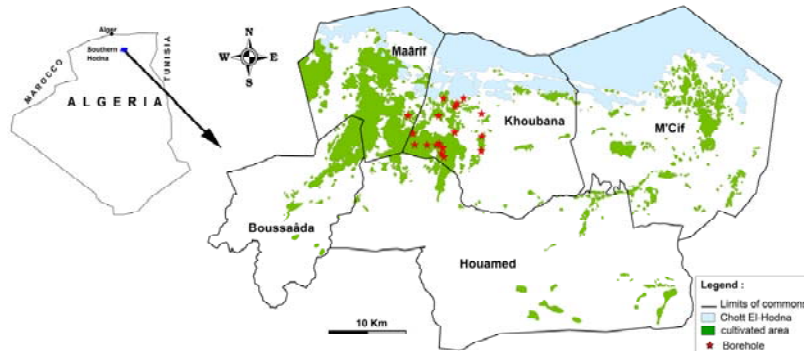 Alger
Southern
Hodna
MAROCCO
ALGERIA
TUNISIA
N
W E
S
Maârif
Khoubana
M'Cif
Boussaâda
Houamed
10 Km
Legend :
Limits of commons
Chott El-Hodna
cultivated area
Borehole